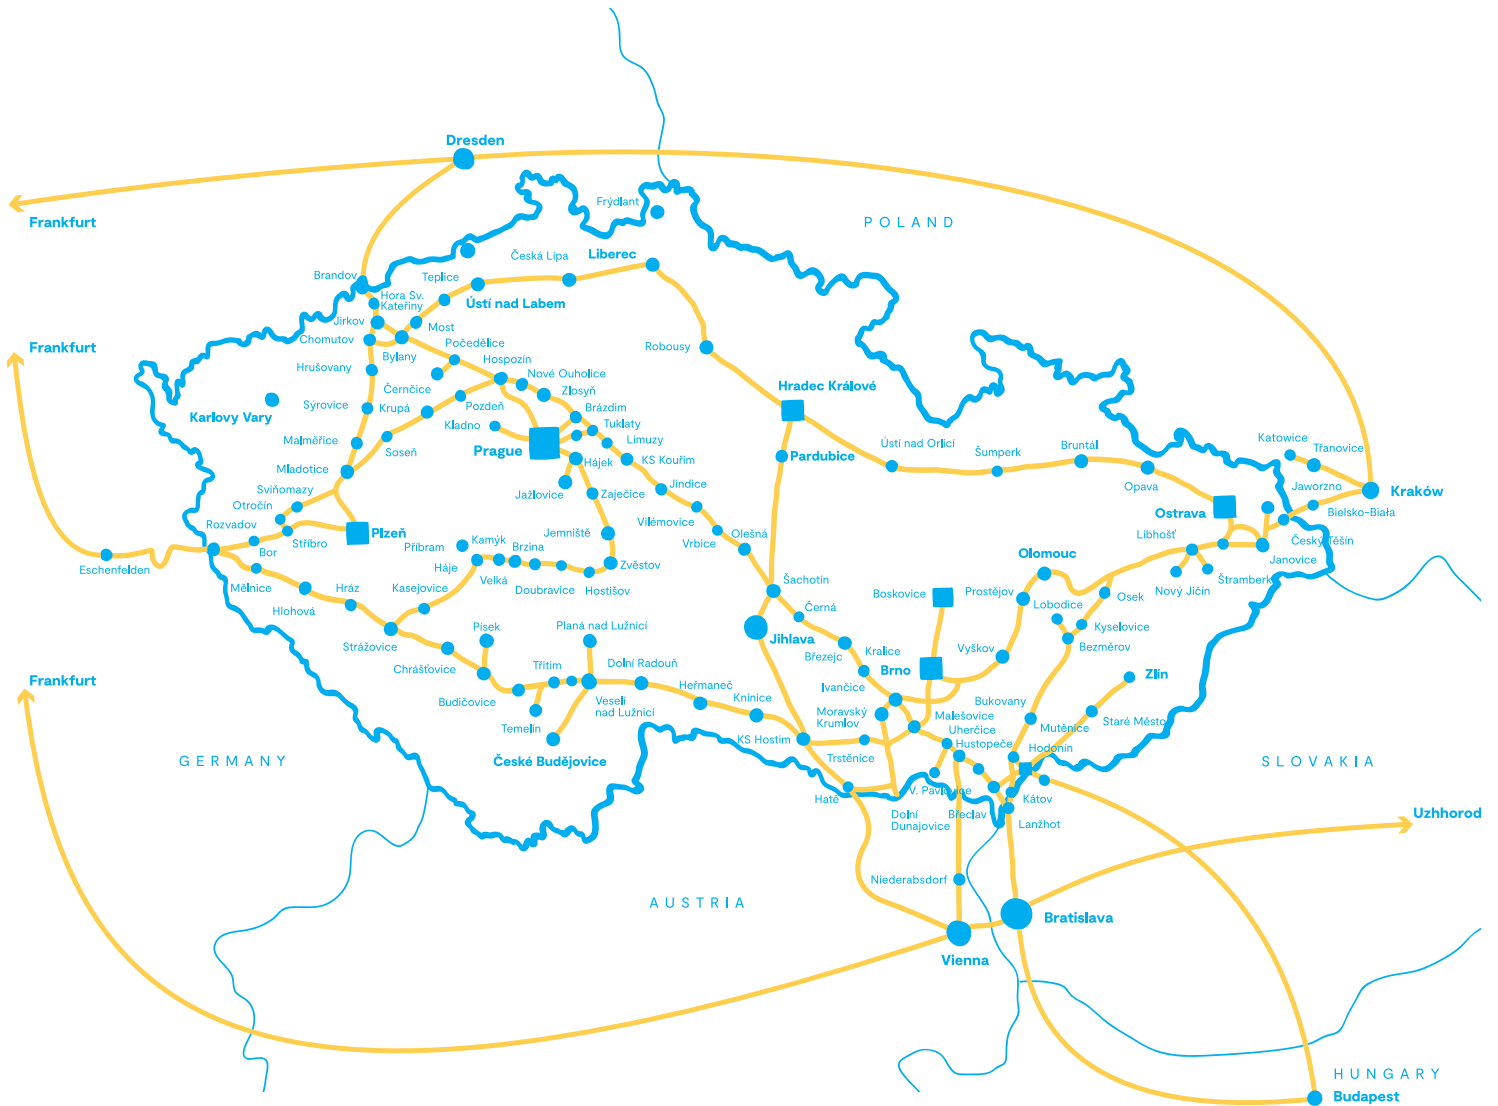 Dresden
Frankfurt
Frýdlant
POLAND
Česká Lípa
Liberec
Brandov
Teplice
Hora Sv.
Kateřiny
Ústí nad Labem
Jirkov
Most
Frankfurt
Chomutov
Počedělice
Robousy
Bylany
Hospozín
Hrušovany
Nové Ouholice
Hradec Králové
Černčice
Zlosyň
Karlovy Vary
Sýrovice
Krupá
Pozdeň
Brázdim
Kladno
Tuklaty
Malměřice
Limuzy
Ústí nad Orlicí
Bruntál
Katowice
Třanovice
Soseň
Prague
KS Kouřim
Pardubice
Šumperk
Mladotice
Hájek
Sviňomazy
Jažlovice
Zaječice
Jindice
Opava
Jaworzno
Kraków
Otročín
Ostrava
Bielsko-Biała
Rozvadov
Vilémovice
Plzeň
Jemniště
Olešná
Libhošť
Český Těšín
Stříbro
Příbram
Kamýk
Brzina
Vrbice
Bor
Olomouc
Janovice
Eschenfelden
Háje
Velká
Zvěstov
Šachotín
Štramberk
Mělnice
Hráz
Kasejovice
Doubravice
Hostišov
Boskovice
Prostějov
Nový Jičín
Osek
Hlohová
Černá
Lobodice
Písek
Planá nad Lužnicí
Jihlava
Kyselovice
Strážovice
Březejc
Kralice
Vyškov
Bezměrov
Chrášťovice
Třitim
Dolní Radouň
Brno
Zlín
Frankfurt
Ivančice
Budičovice
Heřmaneč
Kninice
Bukovany
Veselí
nad Lužnicí
Moravský
Krumlov
Malešovice
Staré Město
Temelín
Uherčice
Mutěnice
KS Hostim
Hustopeče
Hodonín
České Budějovice
Trstěnice
GERMANY
SLOVAKIA
V. Pavlovice
Hatě
Kátov
Dolní
Dunajovice
Břeclav
Lanžhot
Uzhhorod
Niederabsdorf
AUSTRIA
Bratislava
Vienna
HUNGARY
Budapest